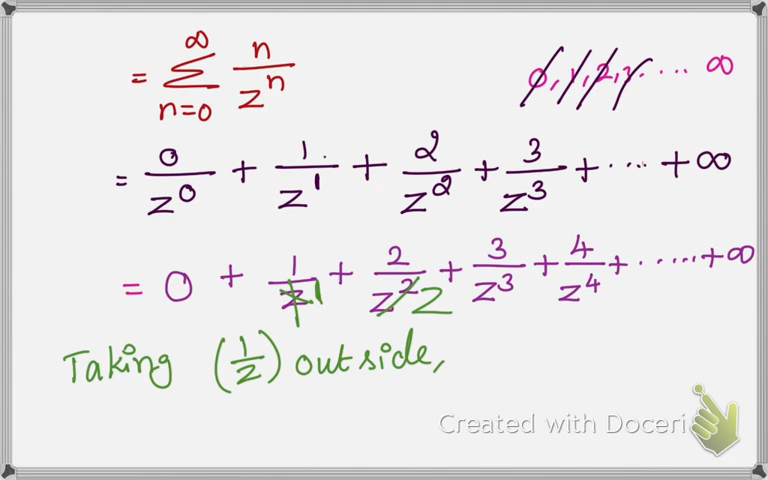 = ∞ Σ n=0 n / z^n 0, 1, 2, 3, ... ∞
= 0/z^0 + 1/z^1 + 2/z^2 + 3/z^3 + ... + ∞
= 0 + 1/z 1 + 2/z^2 z + 3/z^3 + 4/z^4 + ...... + ∞
Taking (1/z) outside,
Created with Doceri